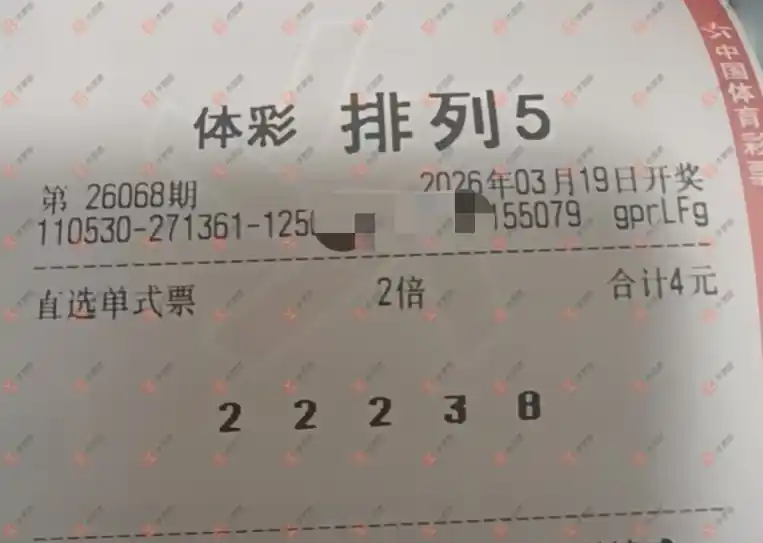 中国体育彩票
体彩 排列5
第 26068期 2026年03月19日开奖
110530-271361-125 155079 gprLFg
直选单式票 2倍 合计4元
2 2 2 3 8